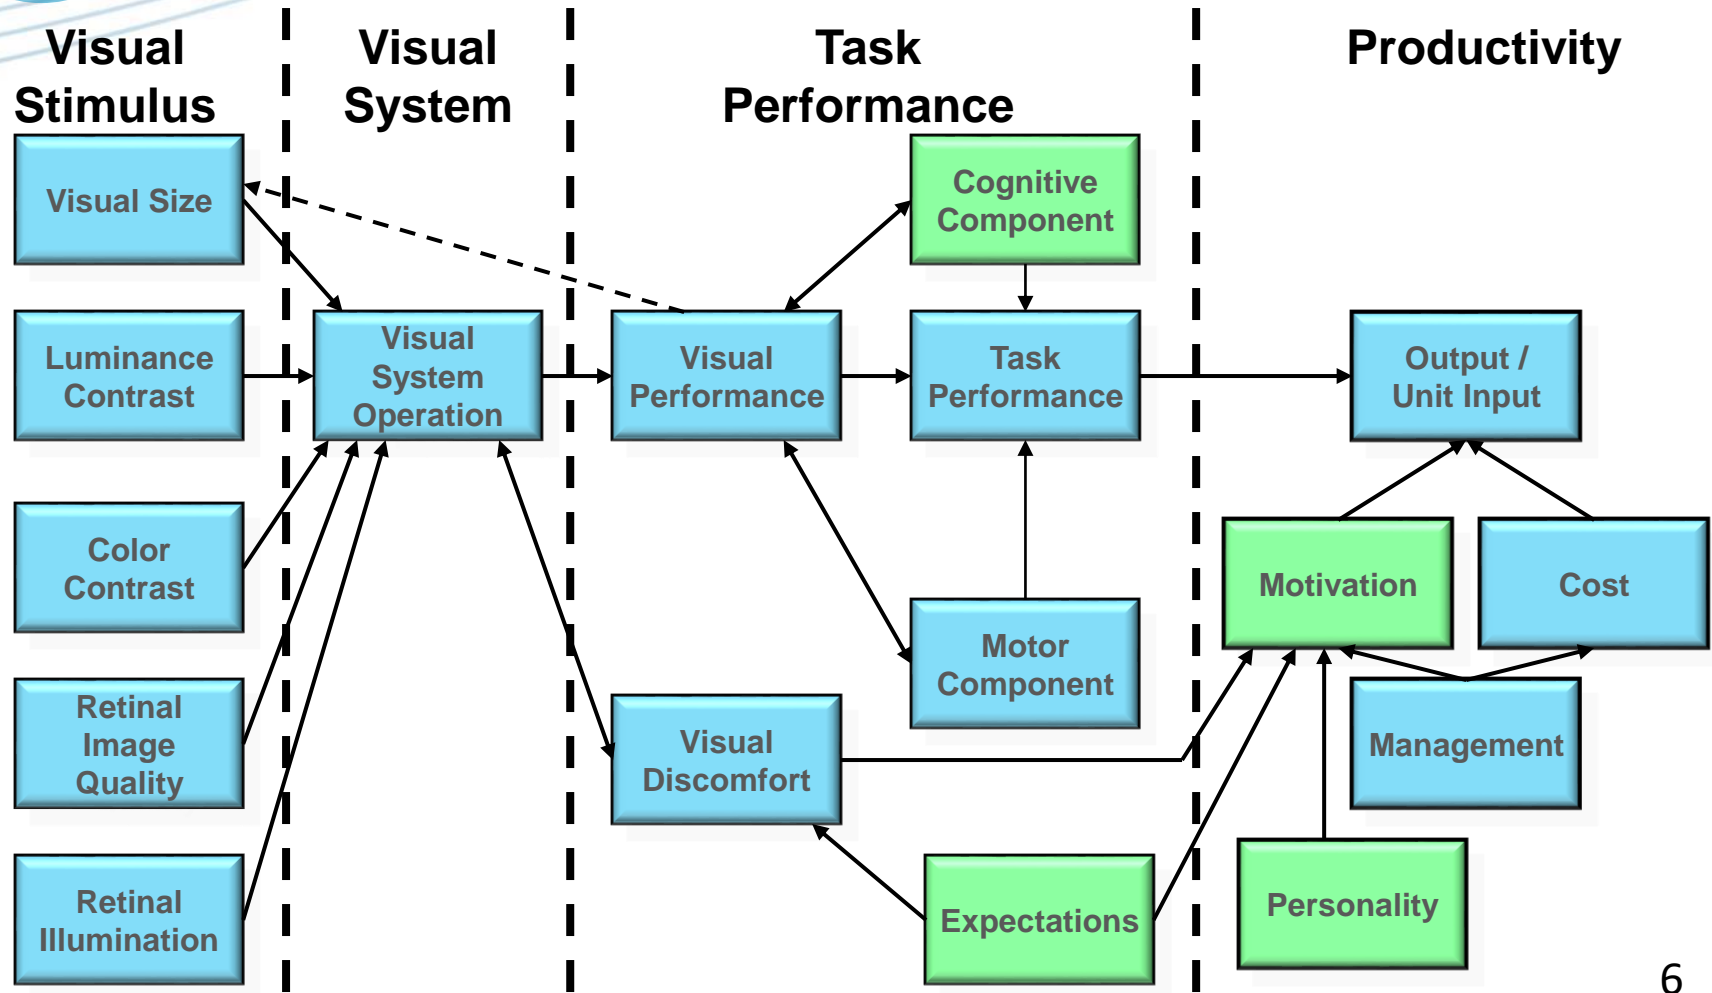 Visual
Stimulus
Visual
System
Task
Performance
Productivity
Visual Size
Luminance
Contrast
Color
Contrast
Retinal
Image
Quality
Retinal
Illumination
Visual
System
Operation
Cognitive
Component
Visual
Performance
Task
Performance
Motor
Component
Visual
Discomfort
Expectations
Output /
Unit Input
Motivation
Cost
Management
Personality
6